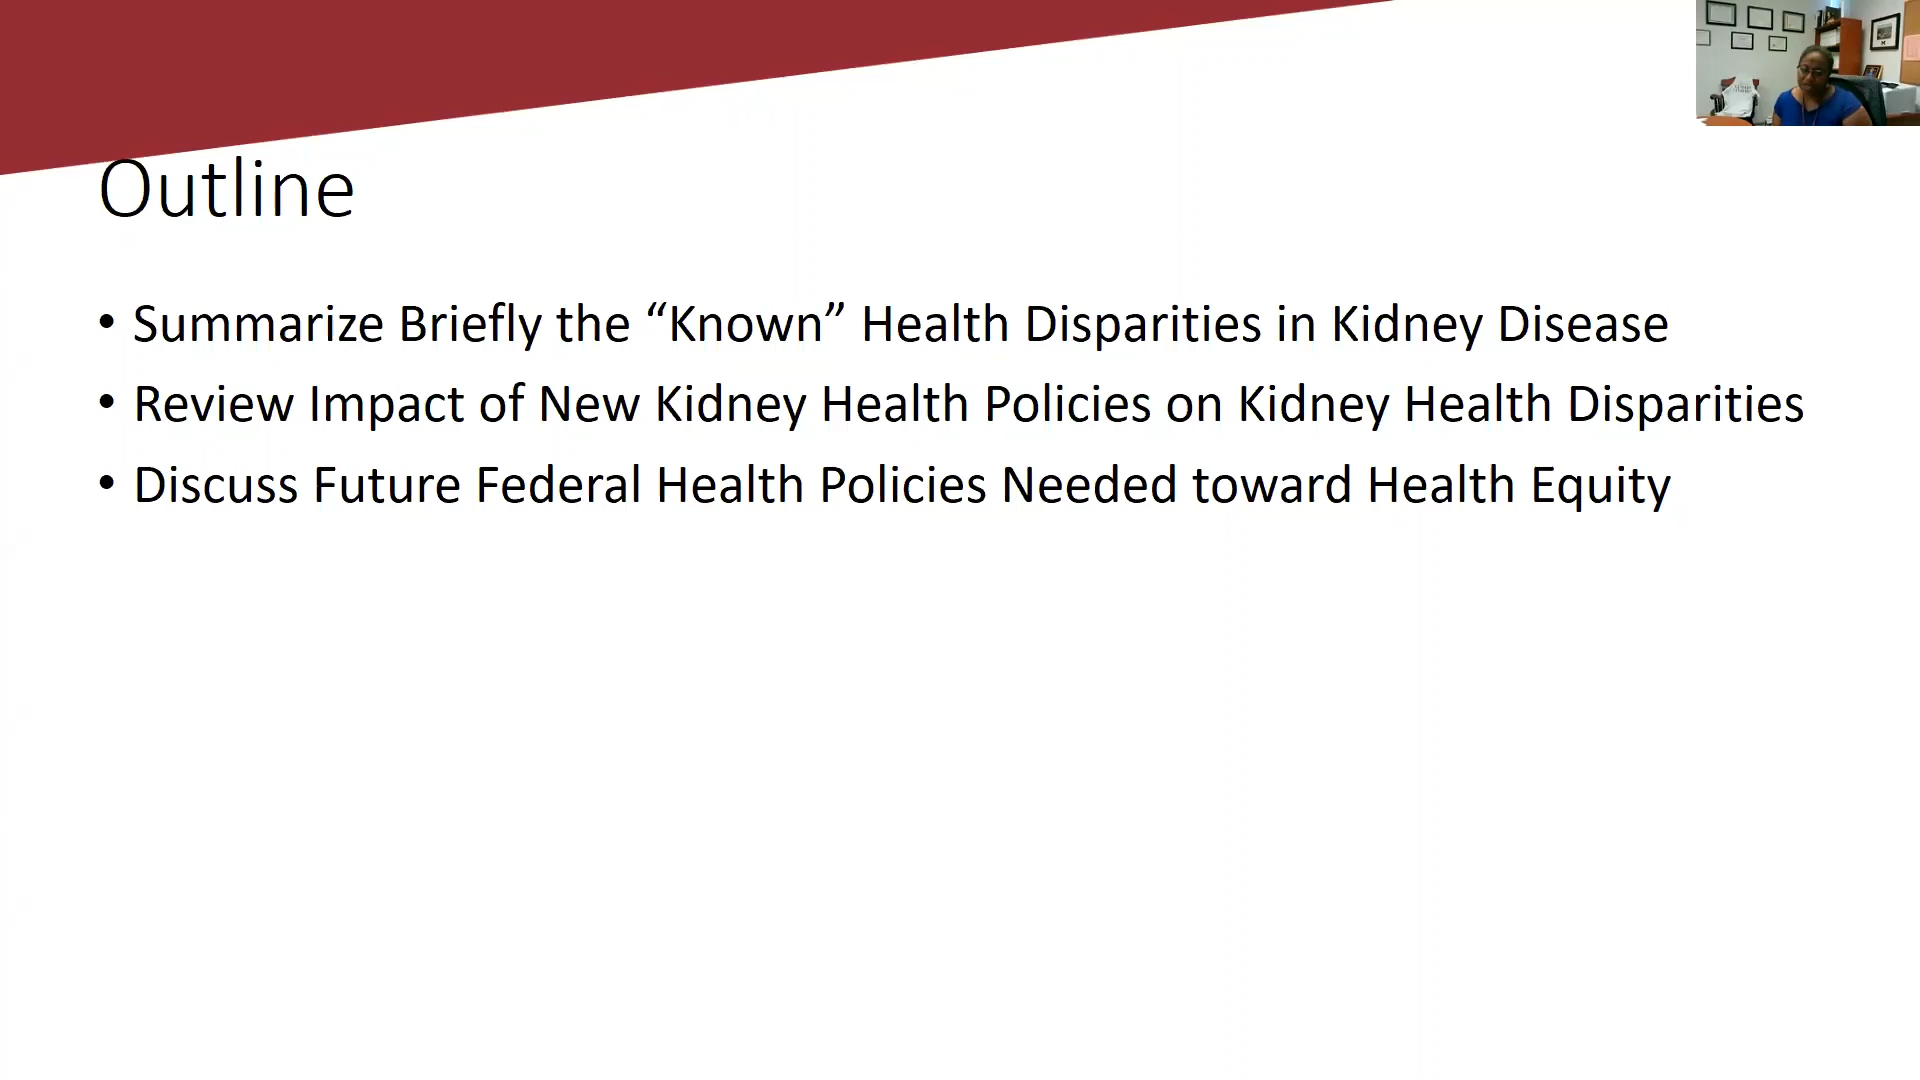 Outline
• Summarize Briefly the “Known” Health Disparities in Kidney Disease
• Review Impact of New Kidney Health Policies on Kidney Health Disparities
• Discuss Future Federal Health Policies Needed toward Health Equity